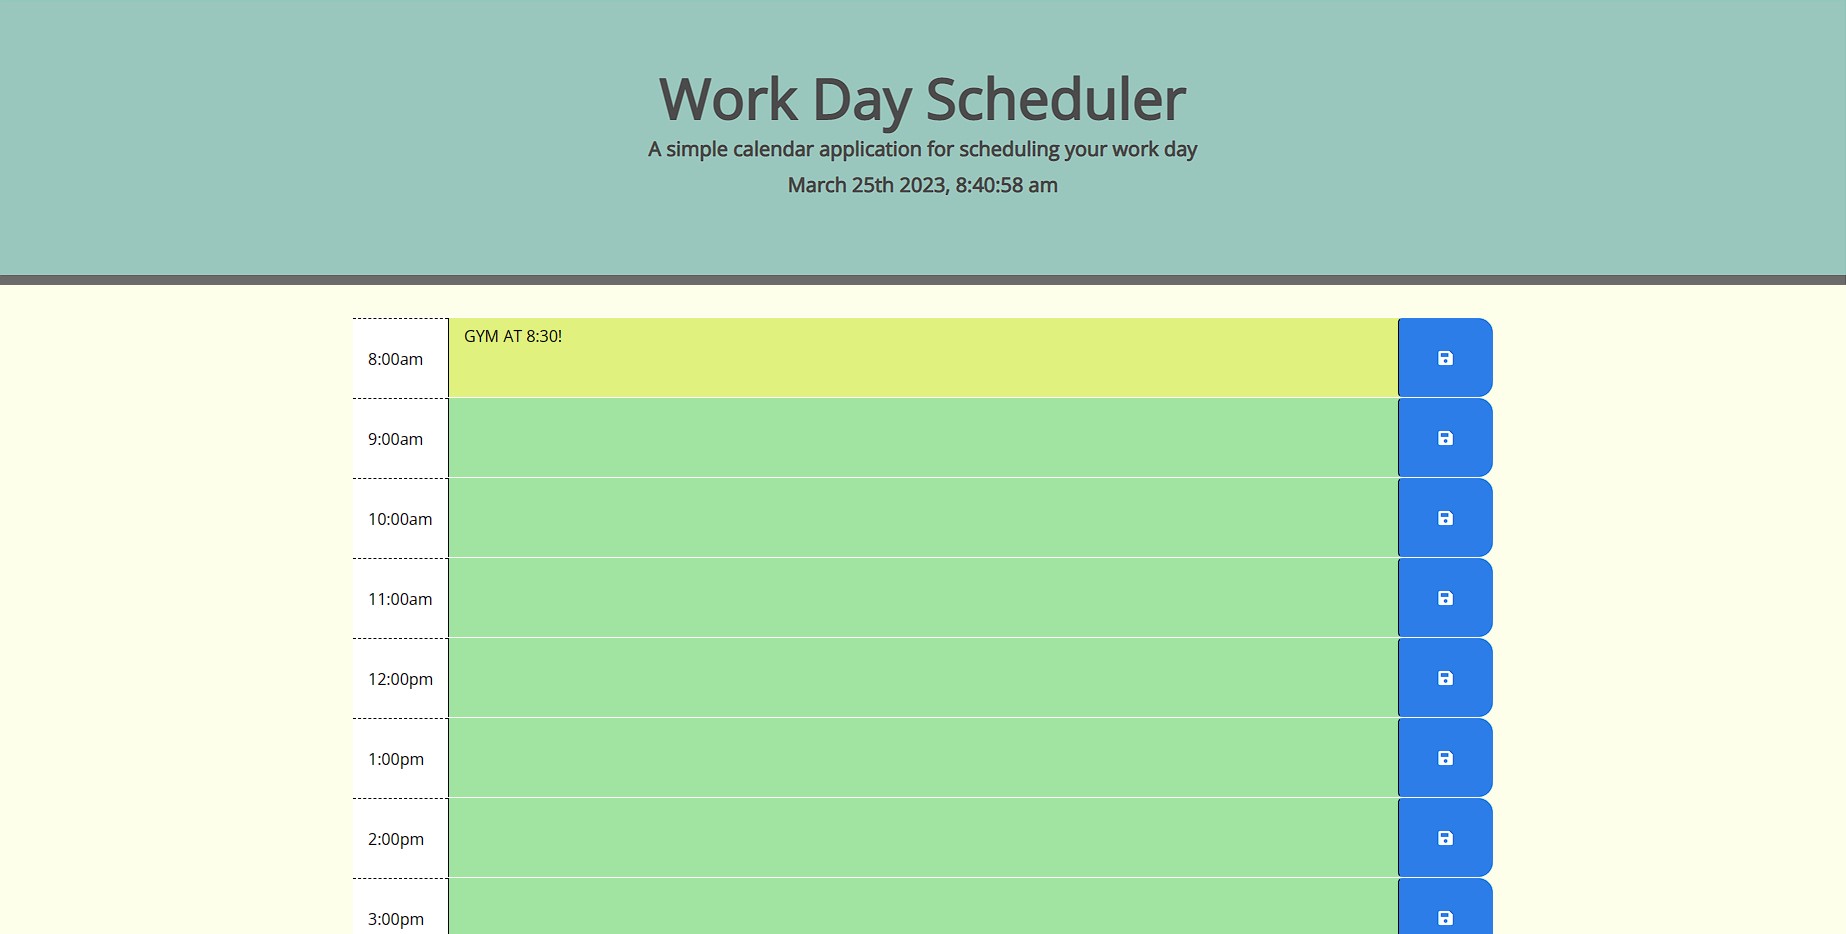 Work Day Scheduler
A simple calendar application for scheduling your work day
March 25th 2023, 8:40:58 am
8:00am
GYM AT 8:30!
9:00am
10:00am
11:00am
12:00pm
1:00pm
2:00pm
3:00pm